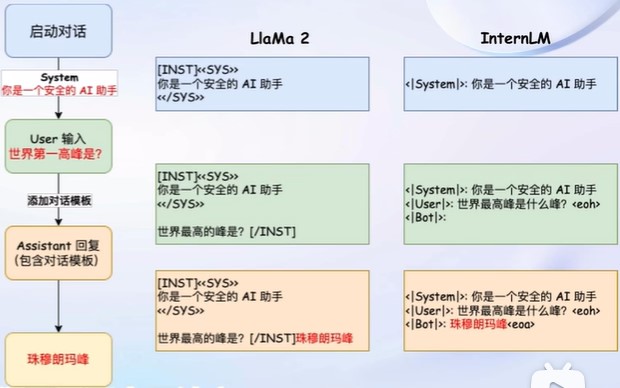 启动对话
System
你是一个安全的 AI 助手
User 输入
世界第一高峰是?
添加对话模板
Assistant 回复
(包含对话模板)
珠穆朗玛峰
LlaMa 2
[INST]<<SYS>>
你是一个安全的 AI 助手
<</SYS>>
[INST]<<SYS>>
你是一个安全的 AI 助手
<</SYS>>
世界最高的峰是? [/INST]
[INST]<<SYS>>
你是一个安全的 AI 助手
<</SYS>>
世界最高的峰是? [/INST]珠穆朗玛峰
InternLM
<|System|>: 你是一个安全的 AI 助手
<|System|>: 你是一个安全的 AI 助手
<|User|>: 世界最高峰是什么峰? <eoh>
<|Bot|>:
<|System|>: 你是一个安全的 AI 助手
<|User|>: 世界最高峰是什么峰? <eoh>
<|Bot|>: 珠穆朗玛峰<eoa>